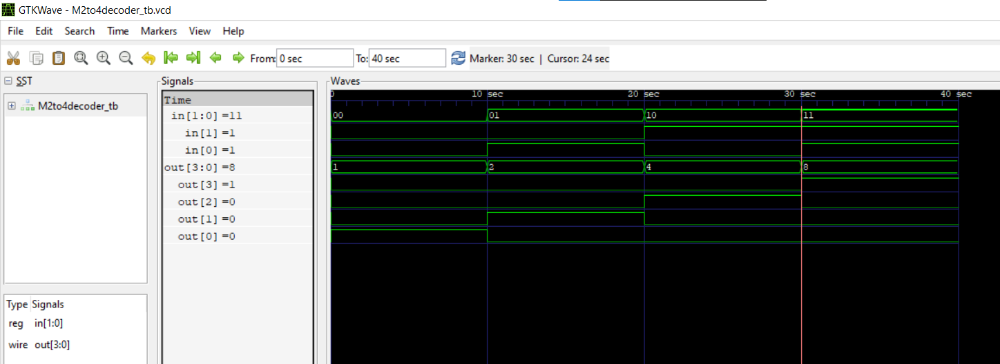 GTKWave - M2to4decoder_tb.vcd
File Edit Search Time Markers View Help
From: 0 sec To: 40 sec Marker: 30 sec | Cursor: 24 sec
SST
M2to4decoder_tb
Type Signals
reg in[1:0]
wire out[3:0]
Signals
Time
in[1:0] =11
in[1] =1
in[0] =1
out[3:0] =8
out[3] =1
out[2] =0
out[1] =0
out[0] =0
Waves
0 10 sec 20 sec 30 sec 40 sec
00 01 10 11
1 2 4 8